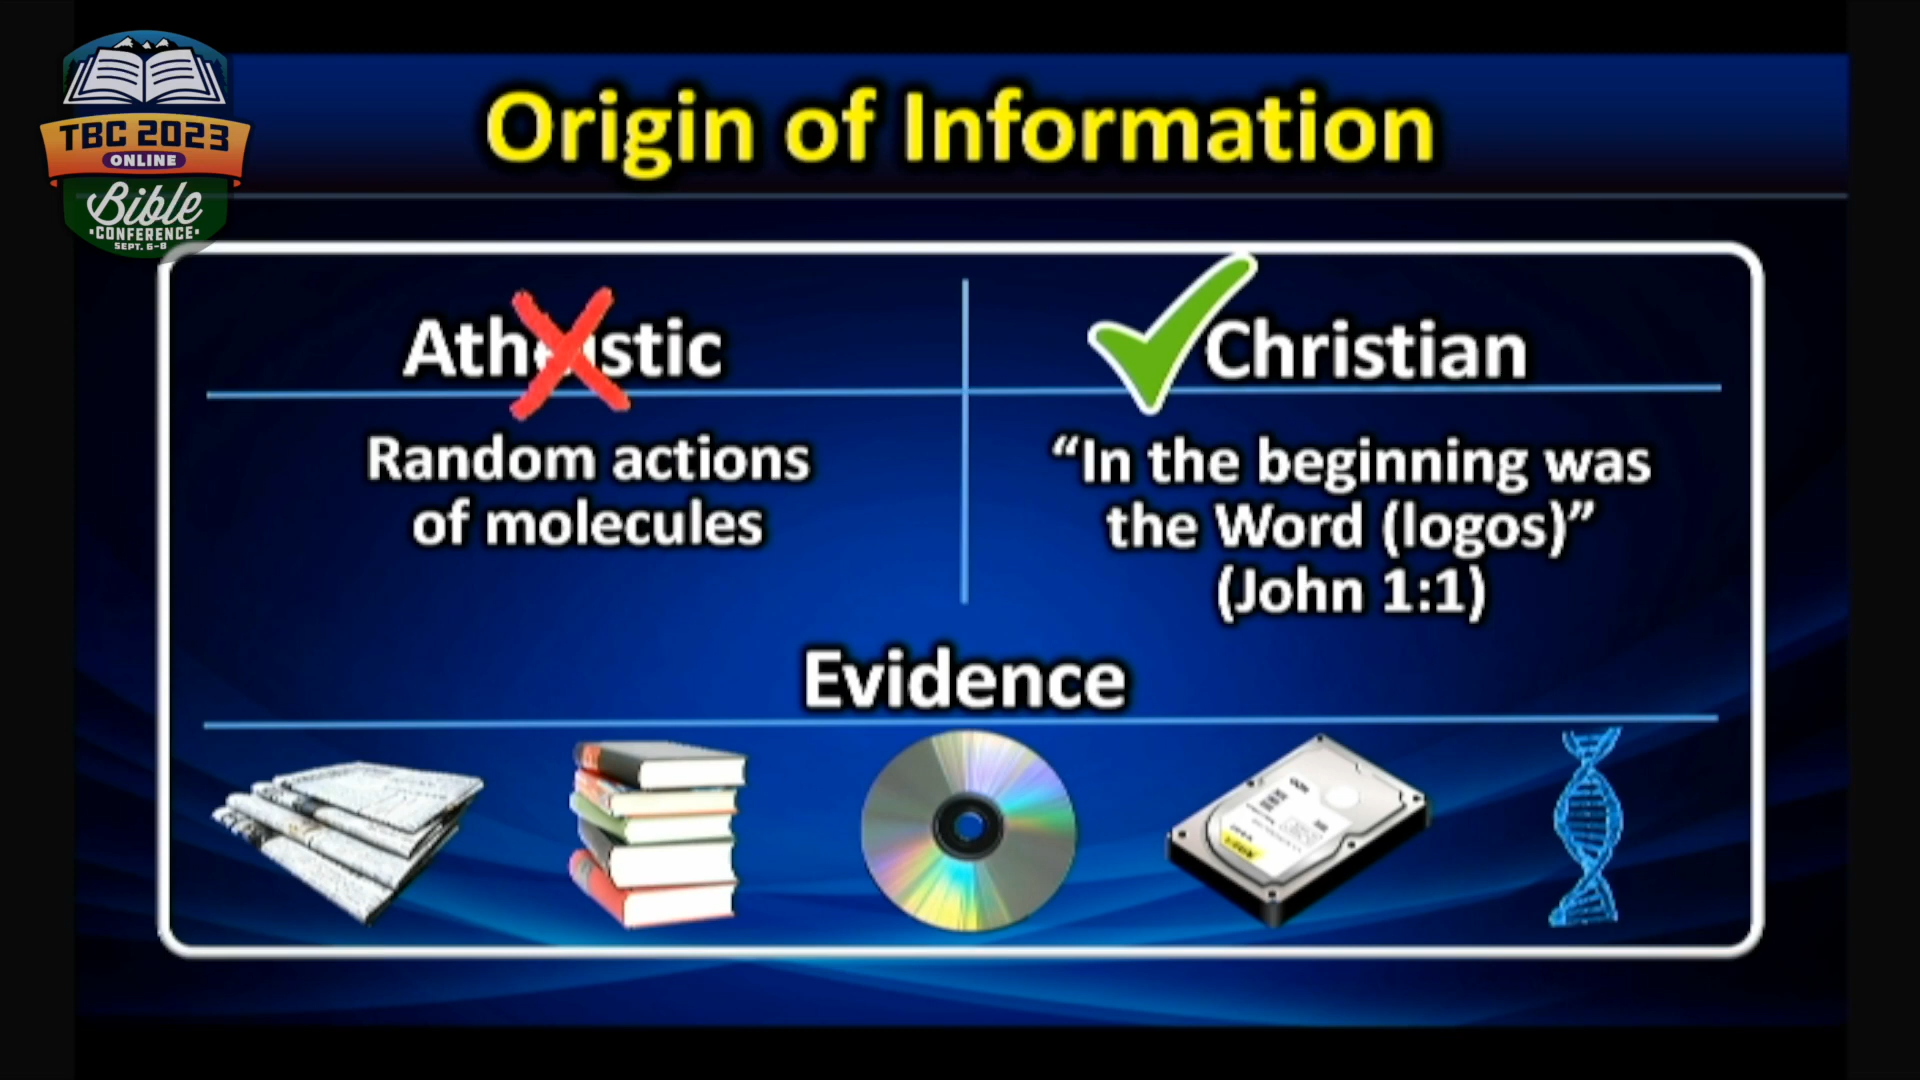 TBC 2023
ONLINE
Bible
CONFERENCE
SEPT. 6-8
Origin of Information
Atheistic
Christian
Random actions
of molecules
“In the beginning was
the Word (logos)”
(John 1:1)
Evidence